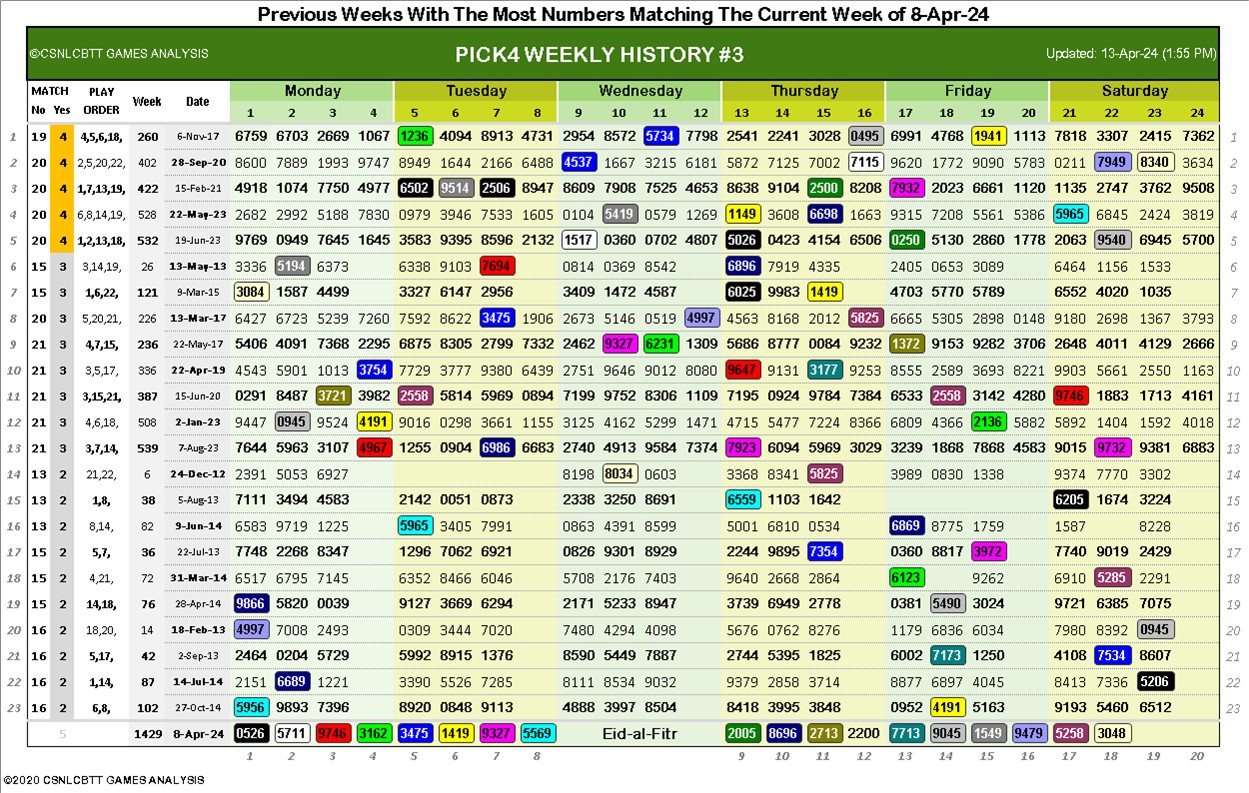 Previous Weeks With The Most Numbers Matching The Current Week of 8-Apr-24
©CSNLCBTT GAMES ANALYSIS PICK4 WEEKLY HISTORY #3 Updated: 13-Apr-24 (1:55 PM)
MATCH PLAY Week Date Monday Tuesday Wednesday Thursday Friday Saturday
No Yes ORDER 1 2 3 4 5 6 7 8 9 10 11 12 13 14 15 16 17 18 19 20 21 22 23 24
1 19 4 4,5,6,18, 260 6-Nov-17 6759 6703 2669 1067 1236 4094 8913 4731 2954 8572 5734 7798 2541 2241 3028 0495 6991 4768 1941 1113 7818 3307 2415 7362 1
2 20 4 2,5,20,22, 402 28-Sep-20 8600 7889 1993 9747 8949 1644 2166 6488 4537 1667 3215 6181 5872 7125 7002 7115 9620 1772 9090 5783 0211 7949 8340 3634 2
3 20 4 1,7,13,19, 422 15-Feb-21 4918 1074 7750 4977 6502 9514 2506 8947 8609 7908 7525 4653 8638 9104 2500 8208 7932 2023 6661 1120 1135 2747 3762 9508 3
4 20 4 6,8,14,19, 528 22-May-23 2682 2992 5188 7830 0979 3946 7533 1605 0104 5419 0579 1269 1149 3608 6698 1663 9315 7208 5561 5386 5965 6845 2424 3819 4
5 20 4 1,2,13,18, 532 19-Jun-23 9769 0949 7645 1645 3583 9395 8596 2132 1517 0360 0702 4807 5026 0423 4154 6506 0250 5130 2860 1778 2063 9540 6945 5700 5
6 15 3 3,14,19, 26 13-May-13 3336 5194 6373 6338 9103 7694 0814 0369 8542 6896 7919 4335 2405 0653 3089 6464 1156 1533 6
7 15 3 1,6,22, 121 9-Mar-15 3084 1587 4499 3327 6147 2956 3409 1472 4587 6025 9983 1419 4703 5770 5789 6552 4020 1035 7
8 20 3 5,20,21, 226 13-Mar-17 6427 6723 5239 7260 7592 8622 3475 1906 2673 5146 0519 4997 4563 8168 2012 5825 6665 5305 2898 0148 9180 2698 1367 3793 8
9 21 3 4,7,15, 236 22-May-17 5406 4091 7368 2295 6875 8305 2799 7332 2462 9327 6231 1309 5686 8777 0084 9232 1372 9153 9282 3706 2648 4011 4129 2666 9
10 21 3 3,5,17, 336 22-Apr-19 4543 5901 1013 3754 7729 3777 9380 6439 2751 9646 9012 8080 9647 9131 3177 9253 8555 2589 3693 8221 9903 5661 2550 1163 10
11 21 3 3,15,21, 387 15-Jun-20 0291 8487 3721 3982 2558 5814 5969 0894 7199 9752 8306 1109 7195 0924 9784 7384 6533 2558 3142 4280 9746 1883 1713 4161 11
12 21 3 4,6,18, 508 2-Jan-23 9447 0945 9524 4191 9016 0298 3661 1153 9125 4162 5299 1471 4715 5477 7224 8366 6809 4366 2136 5882 5892 1404 1592 4018 12
13 21 3 3,7,14, 539 7-Aug-23 7644 5963 3107 4967 1255 0904 6986 6683 2740 4913 9584 7374 7923 6094 5969 3029 3239 1868 7868 4583 9015 9732 9381 6883 13
14 13 2 21,22, 6 24-Dec-12 2391 5053 6927 8198 8034 0603 3368 8341 5825 3989 0830 1338 9374 7770 3302 14
15 13 2 1,8, 38 5-Aug-13 7111 3494 4583 2142 0051 0873 2338 3250 8691 6559 1103 1642 6205 1674 3224 15
16 13 2 8,14, 82 9-Jun-14 6583 9719 1225 5965 3405 7991 0863 4391 8599 5001 6810 0534 6869 8775 1759 1587 8228 16
17 15 2 5,7, 36 22-Jul-13 7748 2268 8347 1296 7062 6921 0826 9301 8929 2244 9895 7354 0360 8817 3972 7740 9019 2429 17
18 15 2 4,21, 72 31-Mar-14 6517 6795 7145 6352 8466 6046 5708 2176 7403 9640 2668 2864 6123 9262 6910 5285 2291 18
19 15 2 14,18, 76 28-Apr-14 9866 5820 0039 9127 3669 6294 2171 5233 8947 3739 6949 2778 0381 5490 3024 9721 6385 7075 19
20 16 2 18,20, 14 18-Feb-13 4997 7008 2493 0309 3444 7020 7480 4294 4098 5676 0762 8276 1179 6836 6034 7980 8392 0945 20
21 16 2 5,17, 42 2-Sep-13 2464 0204 5729 5992 8915 1376 8590 5449 7887 2744 5395 1825 6002 7173 1250 4108 7534 8607 21
22 16 2 1,14, 87 14-Jul-14 2151 6689 1221 3390 5526 7285 8111 8534 9032 9379 2858 3714 8877 6897 4045 8413 7336 5206 22
23 16 2 6,8, 102 27-Oct-14 5956 9893 7396 8920 0848 9113 4888 3997 8504 8418 3995 3848 0952 4191 5163 9193 5460 6512 23
5 1429 8-Apr-24 0526 5711 9746 3162 3475 1419 9327 5569 Eid-al-Fitr 2005 8696 2713 2200 7713 9045 1549 9479 5258 3048
1 2 3 4 5 6 7 8 9 10 11 12 13 14 15 16 17 18 19 20
©2020 CSNLCBTT GAMES ANALYSIS